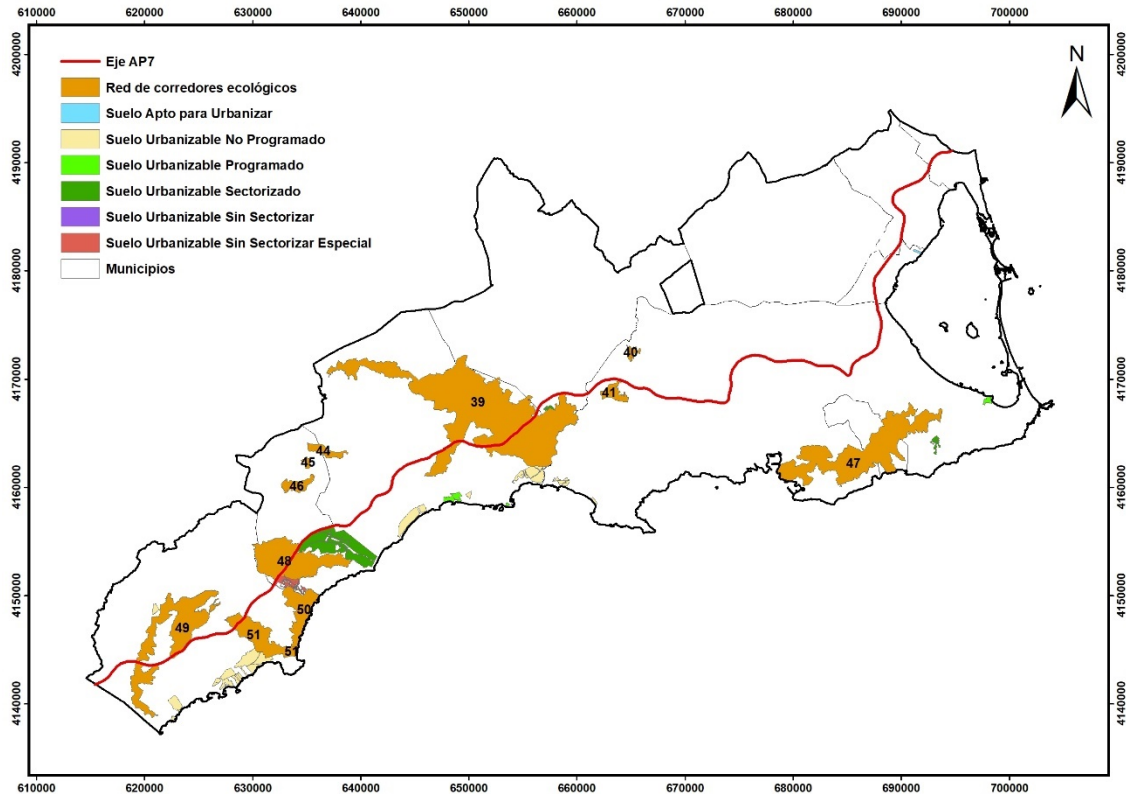 610000 620000 630000 640000 650000 660000 670000 680000 690000 700000
4200000 4200000
N
Eje AP7
Red de corredores ecológicos
Suelo Apto para Urbanizar
Suelo Urbanizable No Programado
Suelo Urbanizable Programado
Suelo Urbanizable Sectorizado
Suelo Urbanizable Sin Sectorizar
Suelo Urbanizable Sin Sectorizar Especial
Municipios
4190000 4190000
4180000 4180000
40
4170000 4170000
41
39
44
45
47
46
4160000 4160000
48
4150000 4150000
50
49 51
51
4140000 4140000
610000 620000 630000 640000 650000 660000 670000 680000 690000 700000